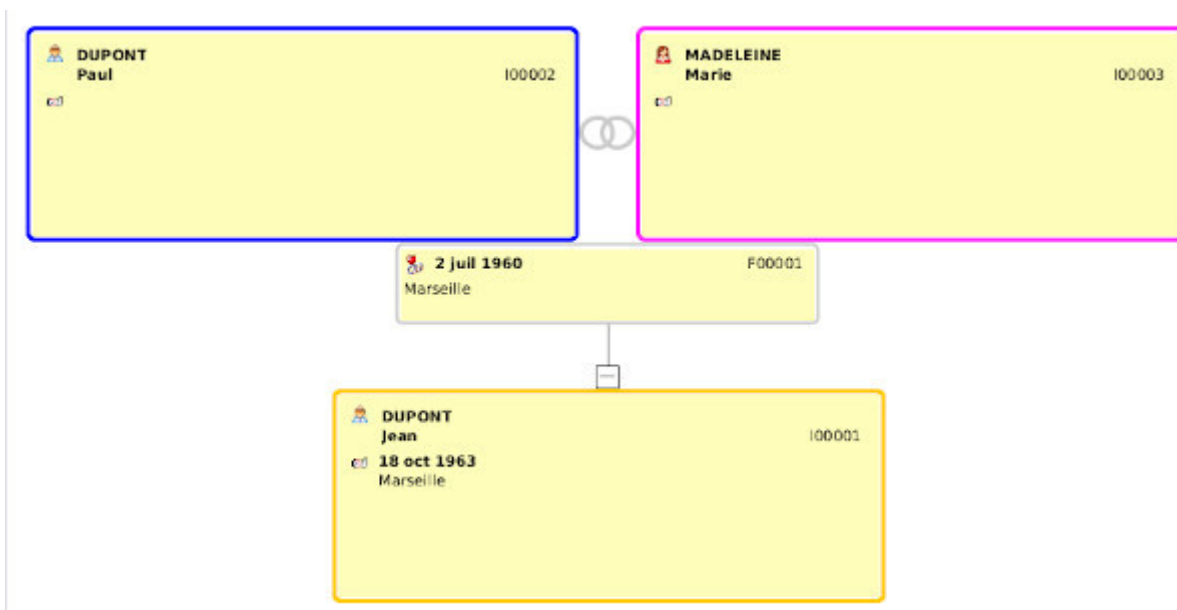 DUPONT
Paul I00002
MADELEINE
Marie I00003
2 juil 1960 F00001
Marseille
DUPONT
Jean I00001
18 oct 1963
Marseille